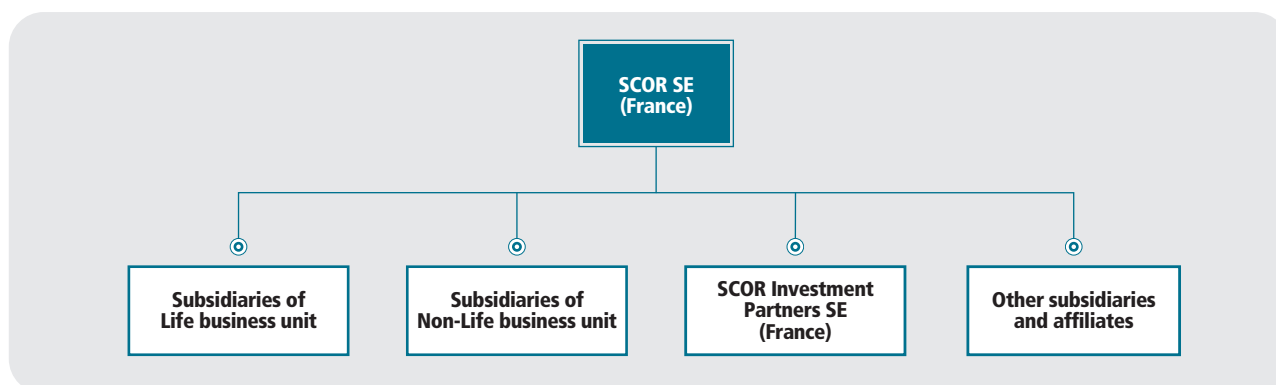 SCOR SE
(France)
Subsidiaries of
Life business unit
Subsidiaries of
Non-Life business unit
SCOR Investment
Partners SE
(France)
Other subsidiaries
and affiliates